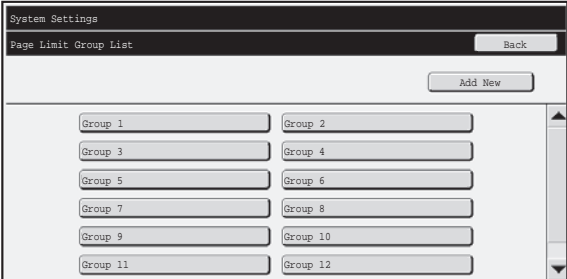 System Settings
Page Limit Group List
Back
Add New
Group 1
Group 2
Group 3
Group 4
Group 5
Group 6
Group 7
Group 8
Group 9
Group 10
Group 11
Group 12